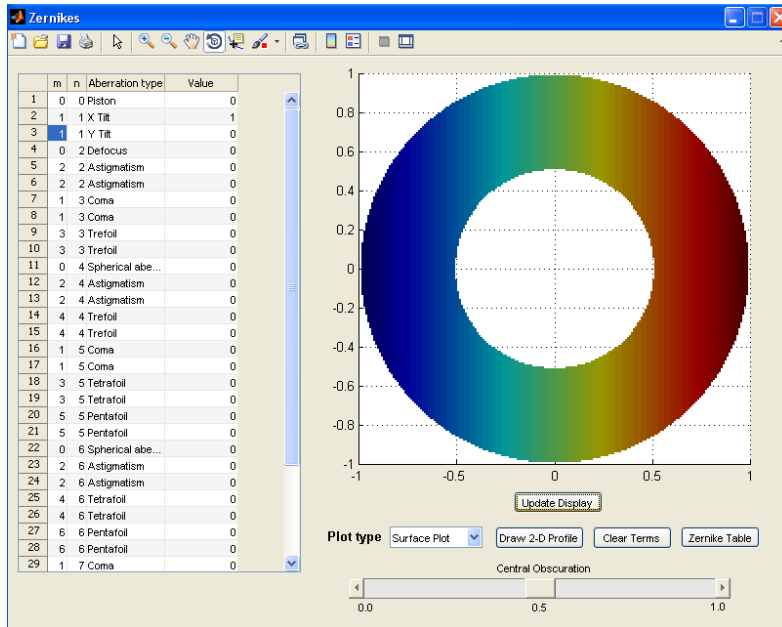 Zernikes
m n Aberration type Value
1 0 0 Piston 0
2 1 1 X Tilt 1
3 1 1 Y Tilt 0
4 0 2 Defocus 0
5 2 2 Astigmatism 0
6 2 2 Astigmatism 0
7 1 3 Coma 0
8 1 3 Coma 0
9 3 3 Trefoil 0
10 3 3 Trefoil 0
11 0 4 Spherical abe... 0
12 2 4 Astigmatism 0
13 2 4 Astigmatism 0
14 4 4 Trefoil 0
15 4 4 Trefoil 0
16 1 5 Coma 0
17 1 5 Coma 0
18 3 5 Tetrafoil 0
19 3 5 Tetrafoil 0
20 5 5 Pentafoil 0
21 5 5 Pentafoil 0
22 0 6 Spherical abe... 0
23 2 6 Astigmatism 0
24 2 6 Astigmatism 0
25 4 6 Tetrafoil 0
26 4 6 Tetrafoil 0
27 6 6 Pentafoil 0
28 6 6 Pentafoil 0
29 1 7 Coma 0
1
0.8
0.6
0.4
0.2
0
-0.2
-0.4
-0.6
-0.8
-1
-1 -0.5 0 0.5 1
Update Display
Plot type Surface Plot Draw 2-D Profile Clear Terms Zernike Table
Central Obscuration
0.0 0.5 1.0